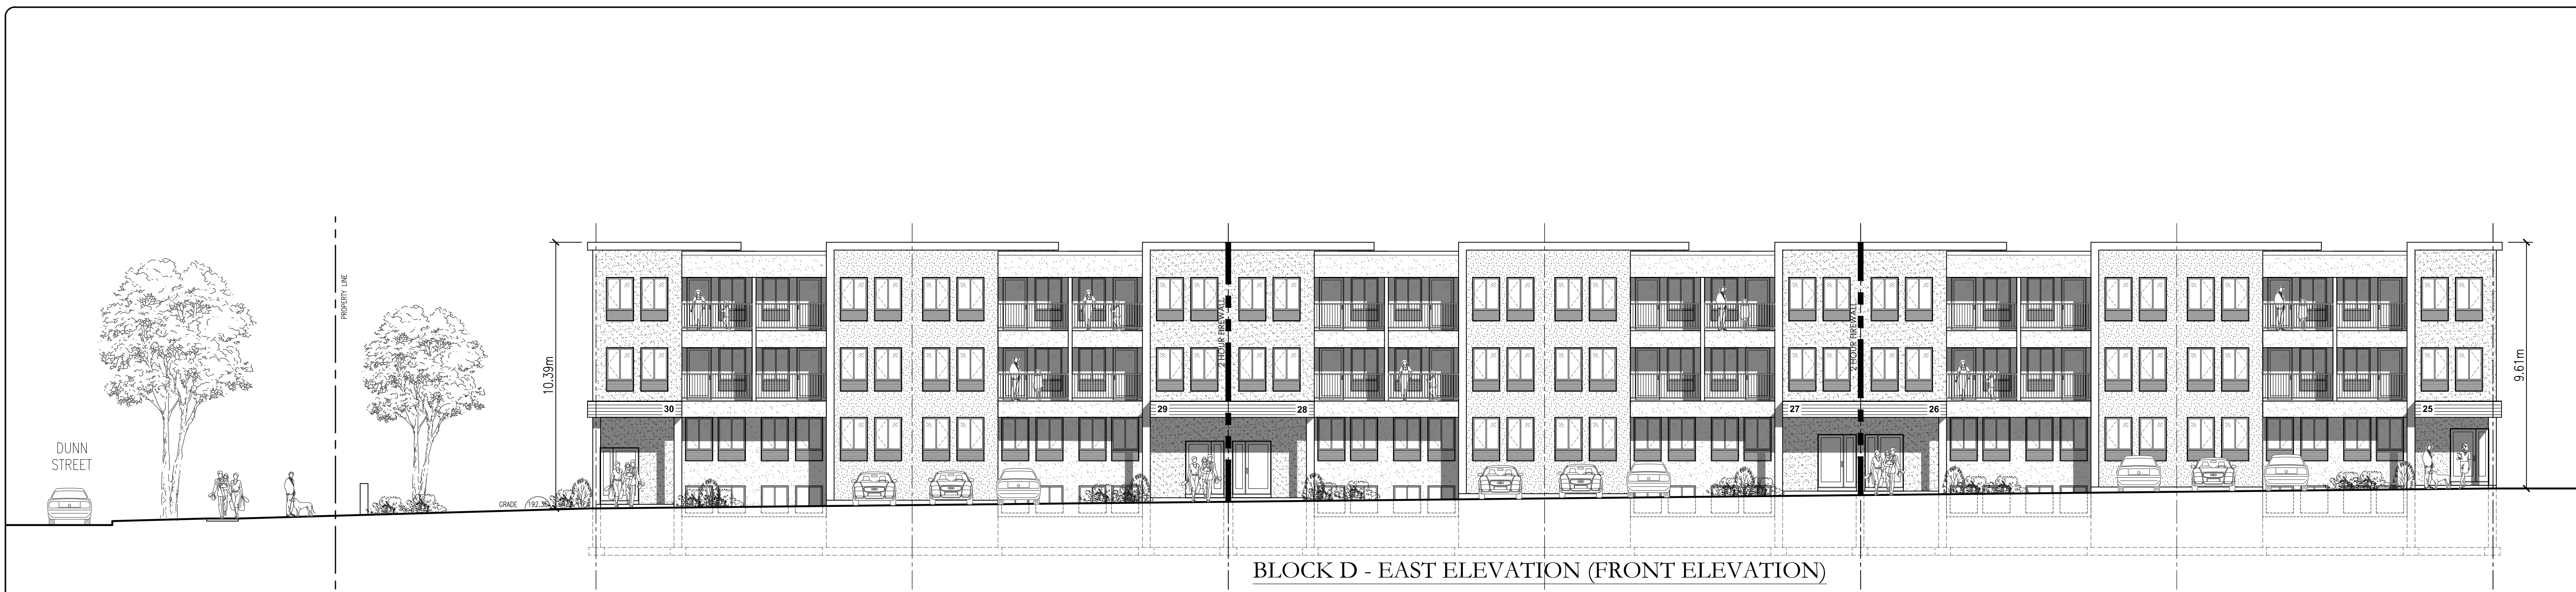 PROPERTY LINE
DUNN
STREET
GRADE
10.39m
30
29
2 HOUR FIREWALL
28
27
2 HOUR FIREWALL
26
25
9.61m
BLOCK D - EAST ELEVATION (FRONT ELEVATION)